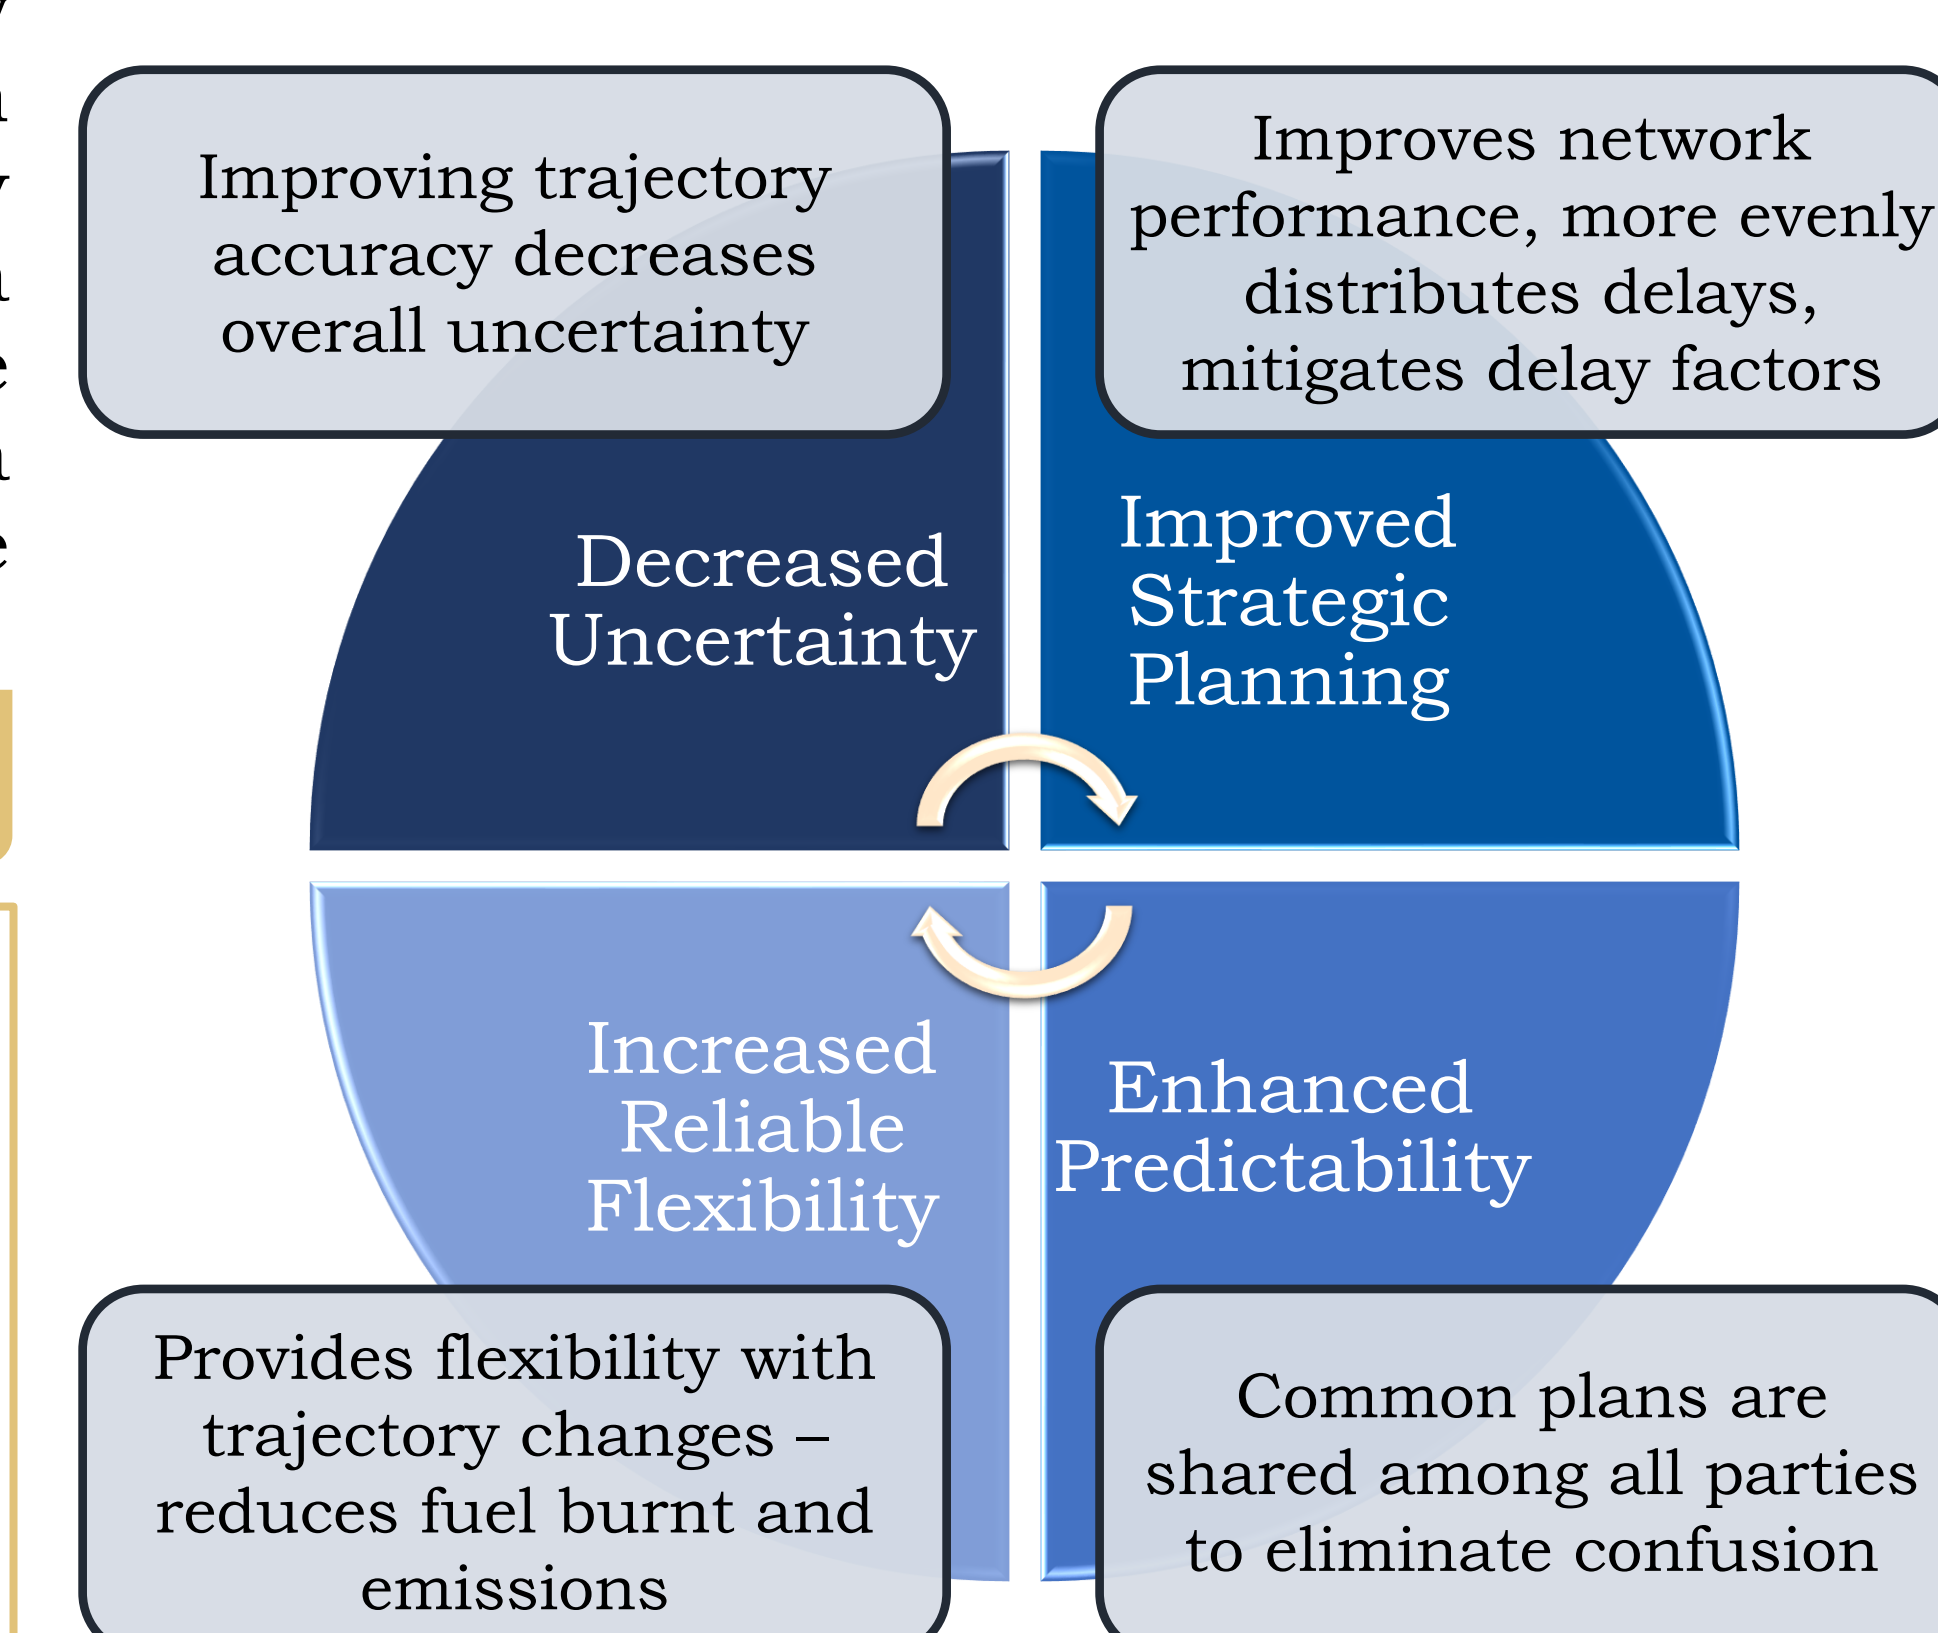 Improving trajectory
accuracy decreases
overall uncertainty
Improves network
performance, more evenly
distributes delays,
mitigates delay factors
Decreased
Uncertainty
Improved
Strategic
Planning
Increased
Reliable
Flexibility
Enhanced
Predictability
Provides flexibility with
trajectory changes –
reduces fuel burnt and
emissions
Common plans are
shared among all parties
to eliminate confusion